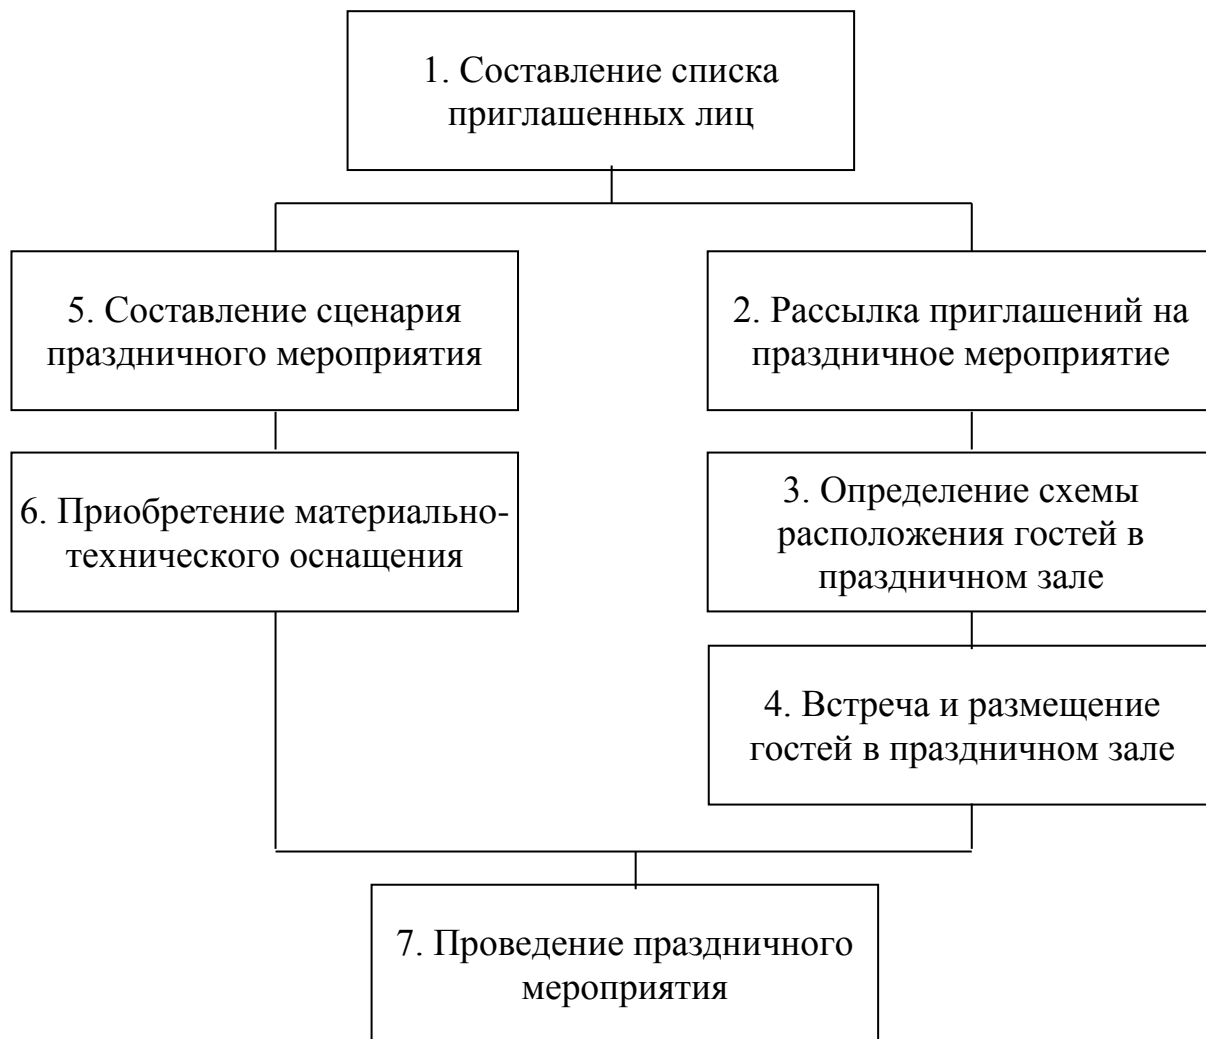 1. Составление списка
приглашенных лиц
5. Составление сценария
праздничного мероприятия
2. Рассылка приглашений на
праздничное мероприятие
6. Приобретение материально-
технического оснащения
3. Определение схемы
расположения гостей в
праздничном зале
4. Встреча и размещение
гостей в праздничном зале
7. Проведение праздничного
мероприятия